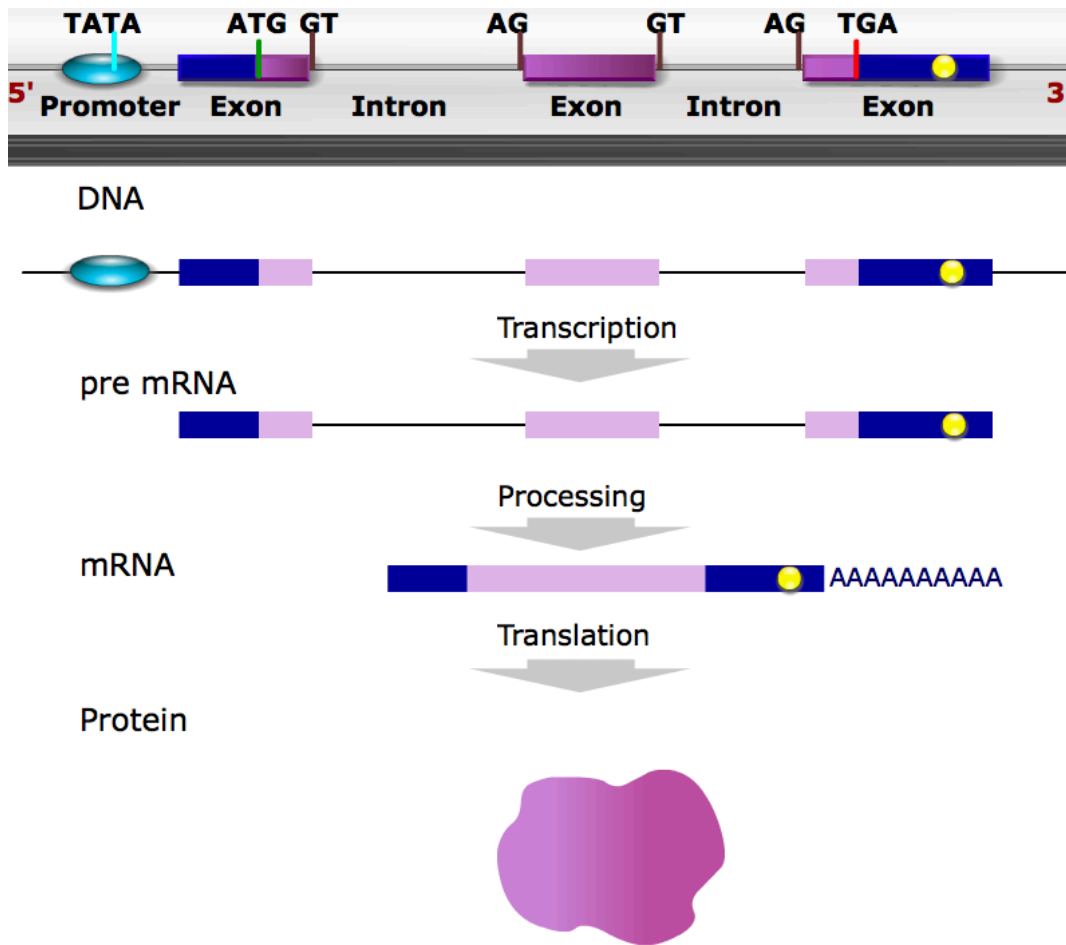 TATA ATG GT AG GT AG TGA
5' Promoter Exon Intron Exon Intron Exon 3
DNA
Transcription
pre mRNA
Processing
mRNA
AAAAAAAAAA
Translation
Protein